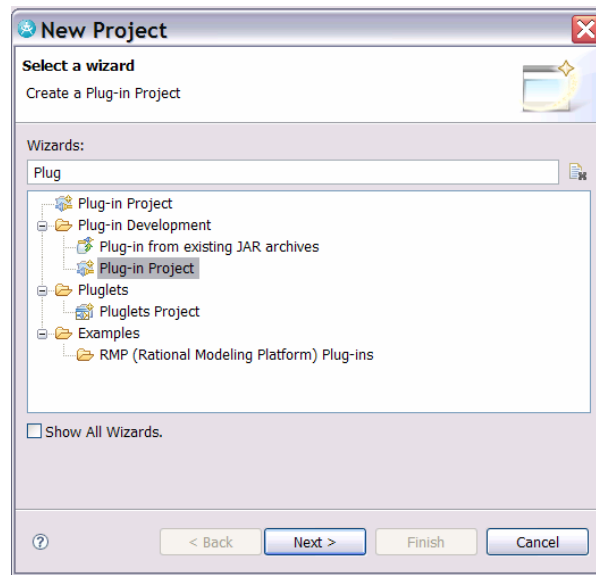 New Project
Select a wizard
Create a Plug-in Project
Wizards:
Plug
Plug-in Project
Plug-in Development
Plug-in from existing JAR archives
Plug-in Project
Pluglets
Pluglets Project
Examples
RMP (Rational Modeling Platform) Plug-ins
Show All Wizards.
< Back
Next >
Finish
Cancel